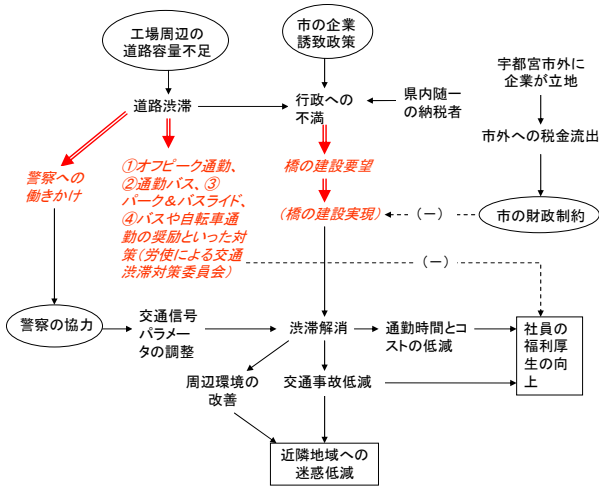 工場周辺の
道路容量不足
市の企業
誘致政策
宇都宮市外に
企業が立地
道路渋滞
行政への
不満
県内随一
の納税者
市外への税金流出
警察への
働きかけ
①オフピーク通勤、
②通勤バス、③
パーク&バスライド、
④バスや自転車通
勤の奨励といった対
策(労使による交通
渋滞対策委員会)
橋の建設要望
(橋の建設実現)
(－)
市の財政制約
(－)
警察の協力
交通信号
パラメー
タの調整
渋滞解消
通勤時間とコ
ストの低減
社員の
福利厚
生の向
上
周辺環境の
改善
交通事故低減
近隣地域への
迷惑低減